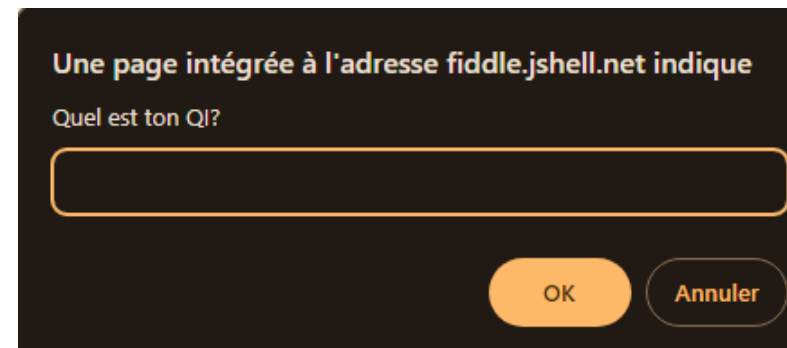 Une page intégrée à l'adresse fiddle.jshell.net indique
Quel est ton QI?
OK
Annuler